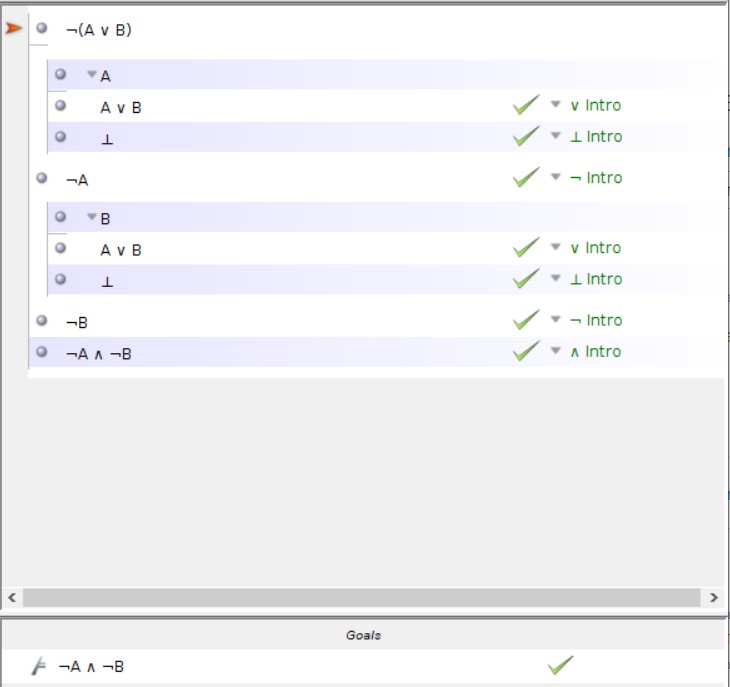 ¬(A ∨ B)
A
A ∨ B ∨ Intro
⊥ ⊥ Intro
¬A ¬ Intro
B
A ∨ B ∨ Intro
⊥ ⊥ Intro
¬B ¬ Intro
¬A ∧ ¬B ∧ Intro
Goals
¬A ∧ ¬B